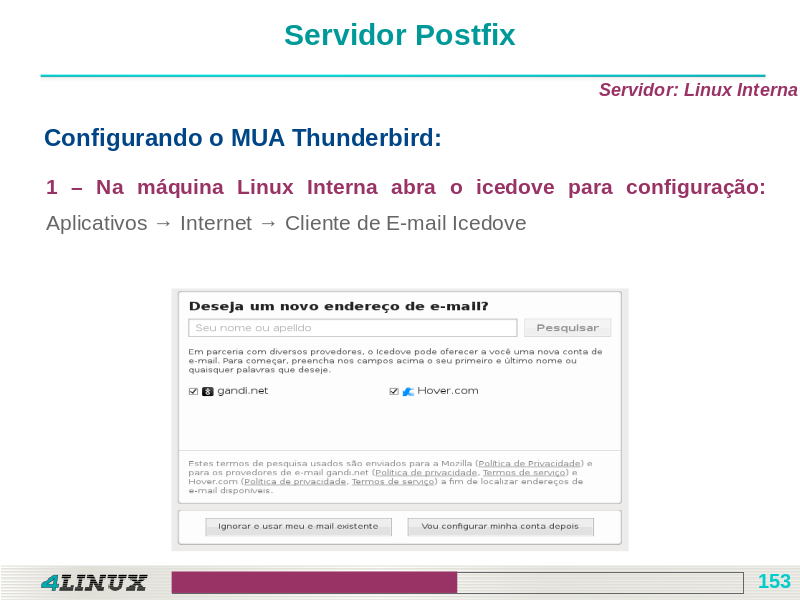 Servidor Postfix
Servidor: Linux Interna
Configurando o MUA Thunderbird:
1 – Na máquina Linux Interna abra o icedove para configuração:
Aplicativos → Internet → Cliente de E-mail Icedove
Deseja um novo endereço de e-mail?
Seu nome ou apelido
Pesquisar
Em parceria com diversos provedores, o Icedove pode oferecer a você uma nova conta de
e-mail. Para começar, preencha nos campos acima o seu primeiro e último nome ou
quaisquer palavras que deseje.
gandi.net
Hover.com
Estes termos de pesquisa usados são enviados para a Mozilla (Política de Privacidade) e
para os provedores de e-mail gandi.net (Política de privacidade, Termos de serviço) e
Hover.com (Política de privacidade, Termos de serviço) a fim de localizar endereços de
e-mail disponíveis.
Ignorar e usar meu e-mail existente
Vou configurar minha conta depois
4LINUX
153